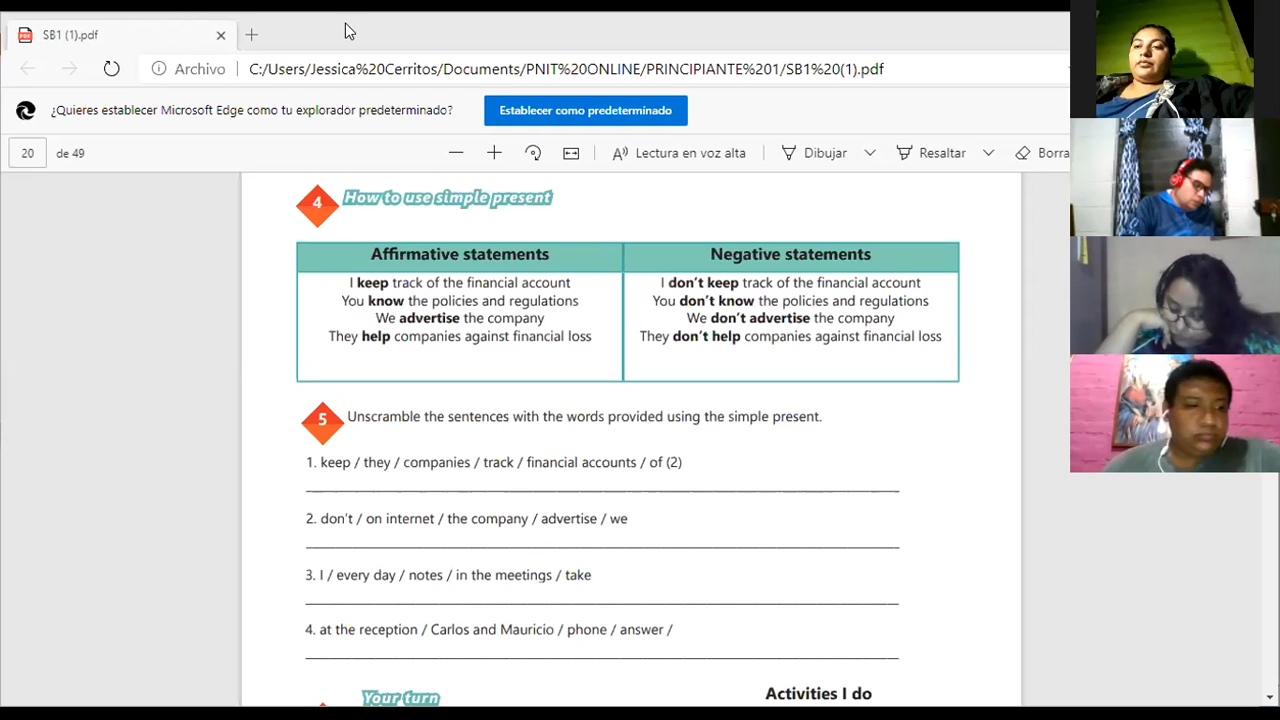 SB1 (1).pdf
Archivo
C:/Users/Jessica%20Cerritos/Documents/PNIT%20ONLINE/PRINCIPIANTE%201/SB1%20(1).pdf
¿Quieres establecer Microsoft Edge como tu explorador predeterminado?
Establecer como predeterminado
20 de 49
Lectura en voz alta
Dibujar
Resaltar
Borra
4 How to use simple present
Affirmative statements
I keep track of the financial account
You know the policies and regulations
We advertise the company
They help companies against financial loss
Negative statements
I don't keep track of the financial account
You don't know the policies and regulations
We don't advertise the company
They don't help companies against financial loss
5 Unscramble the sentences with the words provided using the simple present.
1. keep / they / companies / track / financial accounts / of (2)
2. don't / on internet / the company / advertise / we
3. I / every day / notes / in the meetings / take
4. at the reception / Carlos and Mauricio / phone / answer /
Your turn
Activities I do